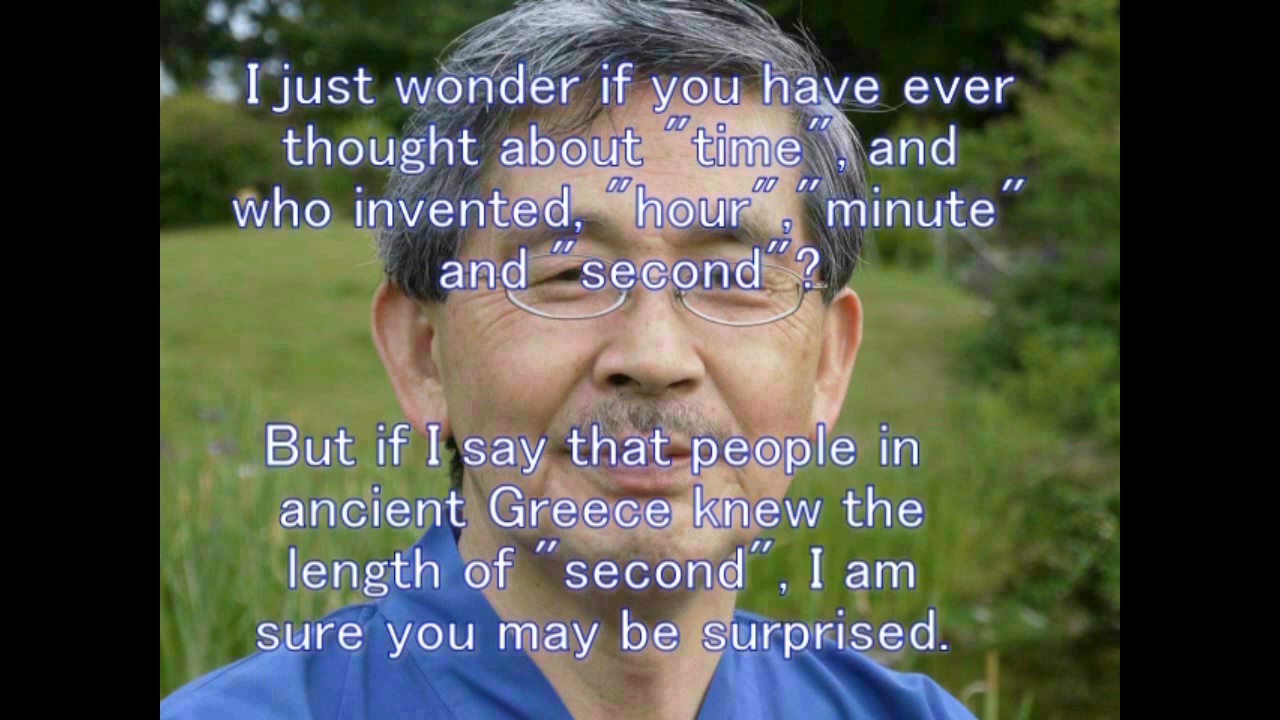 I just wonder if you have ever
thought about "time", and
who invented, "hour","minute"
and "second"?
But if I say that people in
ancient Greece knew the
length of "second", I am
sure you may be surprised.